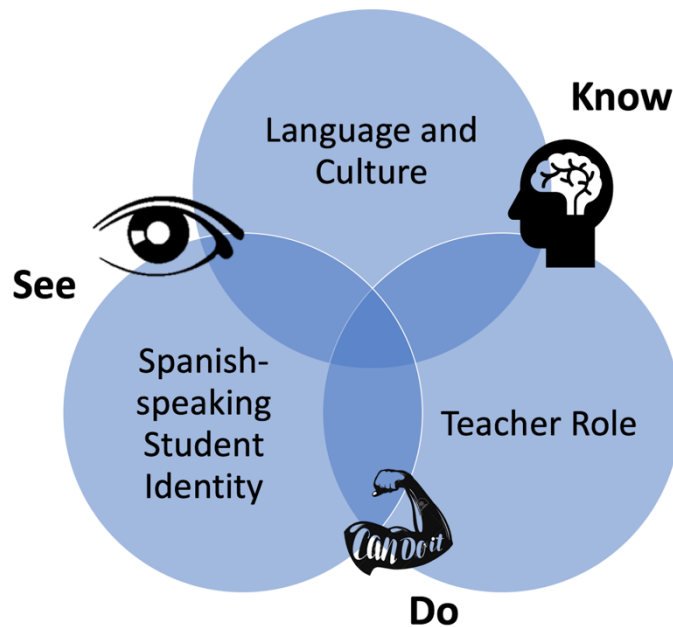 Know
Language and
Culture
See
Spanish-
speaking
Student
Identity
Teacher Role
CAN Do it
Do